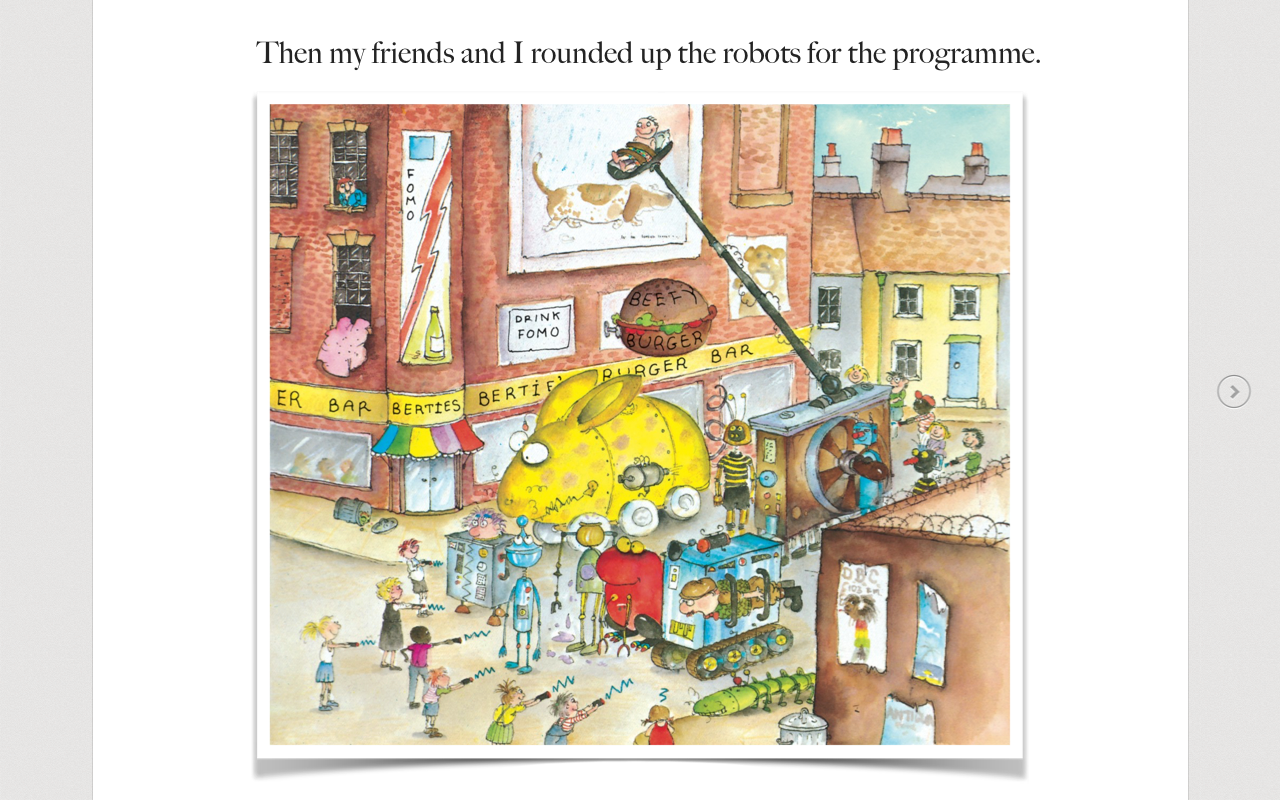 Then my friends and I rounded up the robots for the programme.
FOMO
DRINK
FOMO
BEEFY
BURGER
ER BAR
BERTIES
BERTIE'
BURGER BAR
DBC